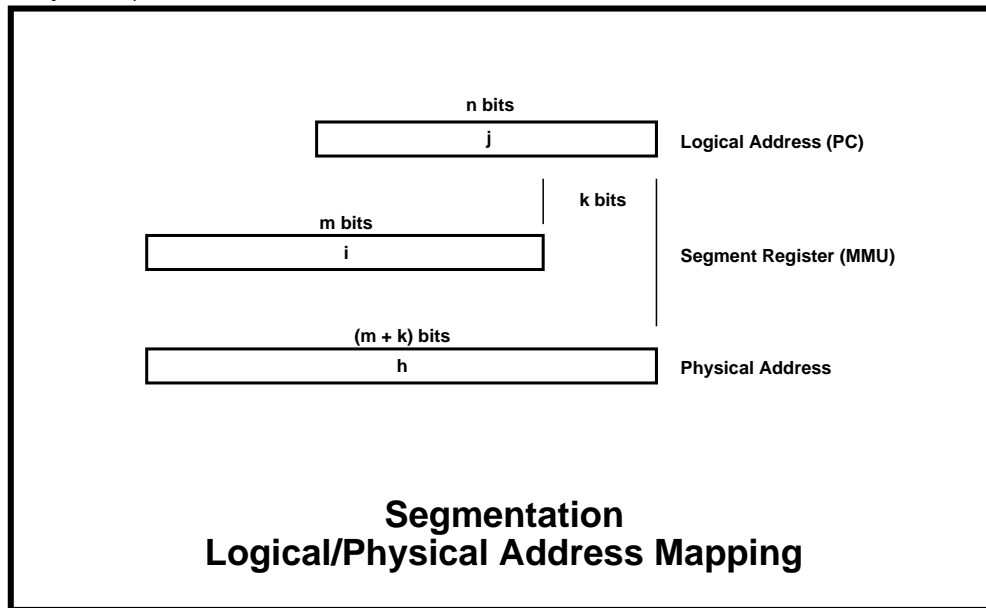 n bits
j
Logical Address (PC)
k bits
m bits
i
Segment Register (MMU)
(m + k) bits
h
Physical Address
Segmentation
Logical/Physical Address Mapping